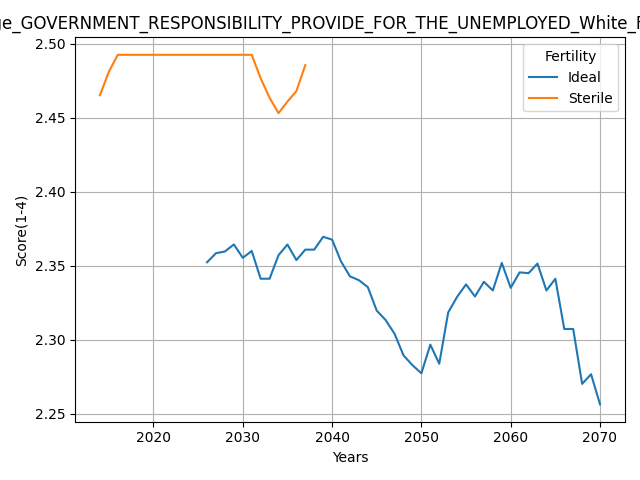 ge_GOVERNMENT_RESPONSIBILITY_PROVIDE_FOR_THE_UNEMPLOYED_White_F
2.50
2.45
2.40
2.35
2.30
2.25
Score(1-4)
Fertility
Ideal
Sterile
2020 2030 2040 2050 2060 2070
Years